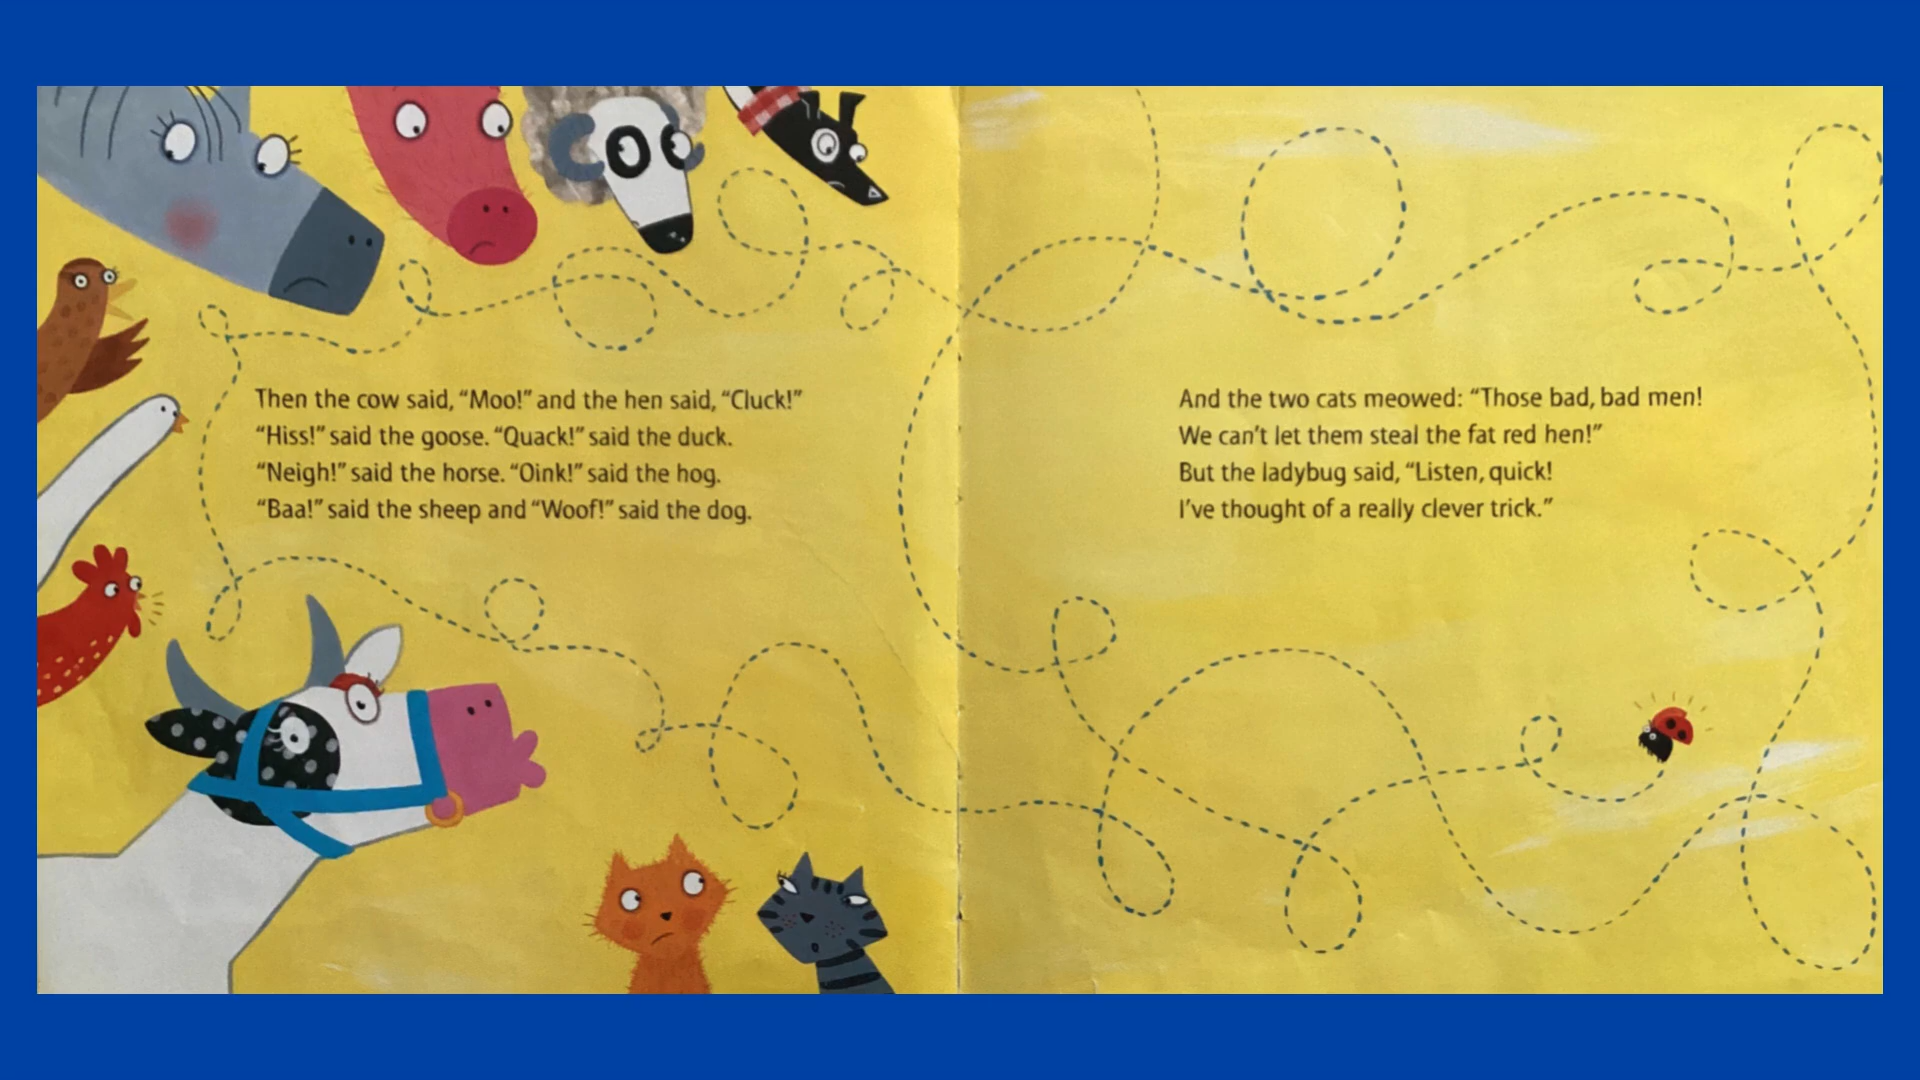 Then the cow said, “Moo!” and the hen said, “Cluck!”
“Hiss!” said the goose. “Quack!” said the duck.
“Neigh!” said the horse. “Oink!” said the hog.
“Baa!” said the sheep and “Woof!” said the dog.
And the two cats meowed: “Those bad, bad men!
We can’t let them steal the fat red hen!”
But the ladybug said, “Listen, quick!
I’ve thought of a really clever trick.”